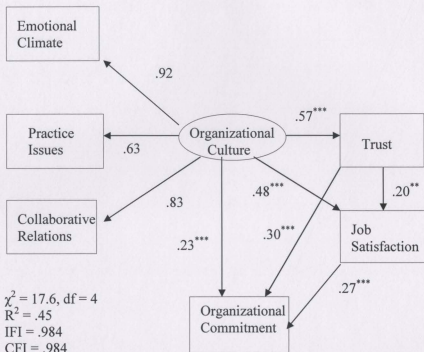 Emotional
Climate
.92
.57***
Practice
Issues
.63
Organizational
Culture
Trust
.83
.48***
.20**
Collaborative
Relations
.23***
.30***
Job
Satisfaction
.27***
χ² = 17.6, df = 4
R² = .45
IFI = .984
CFI = .984
Organizational
Commitment